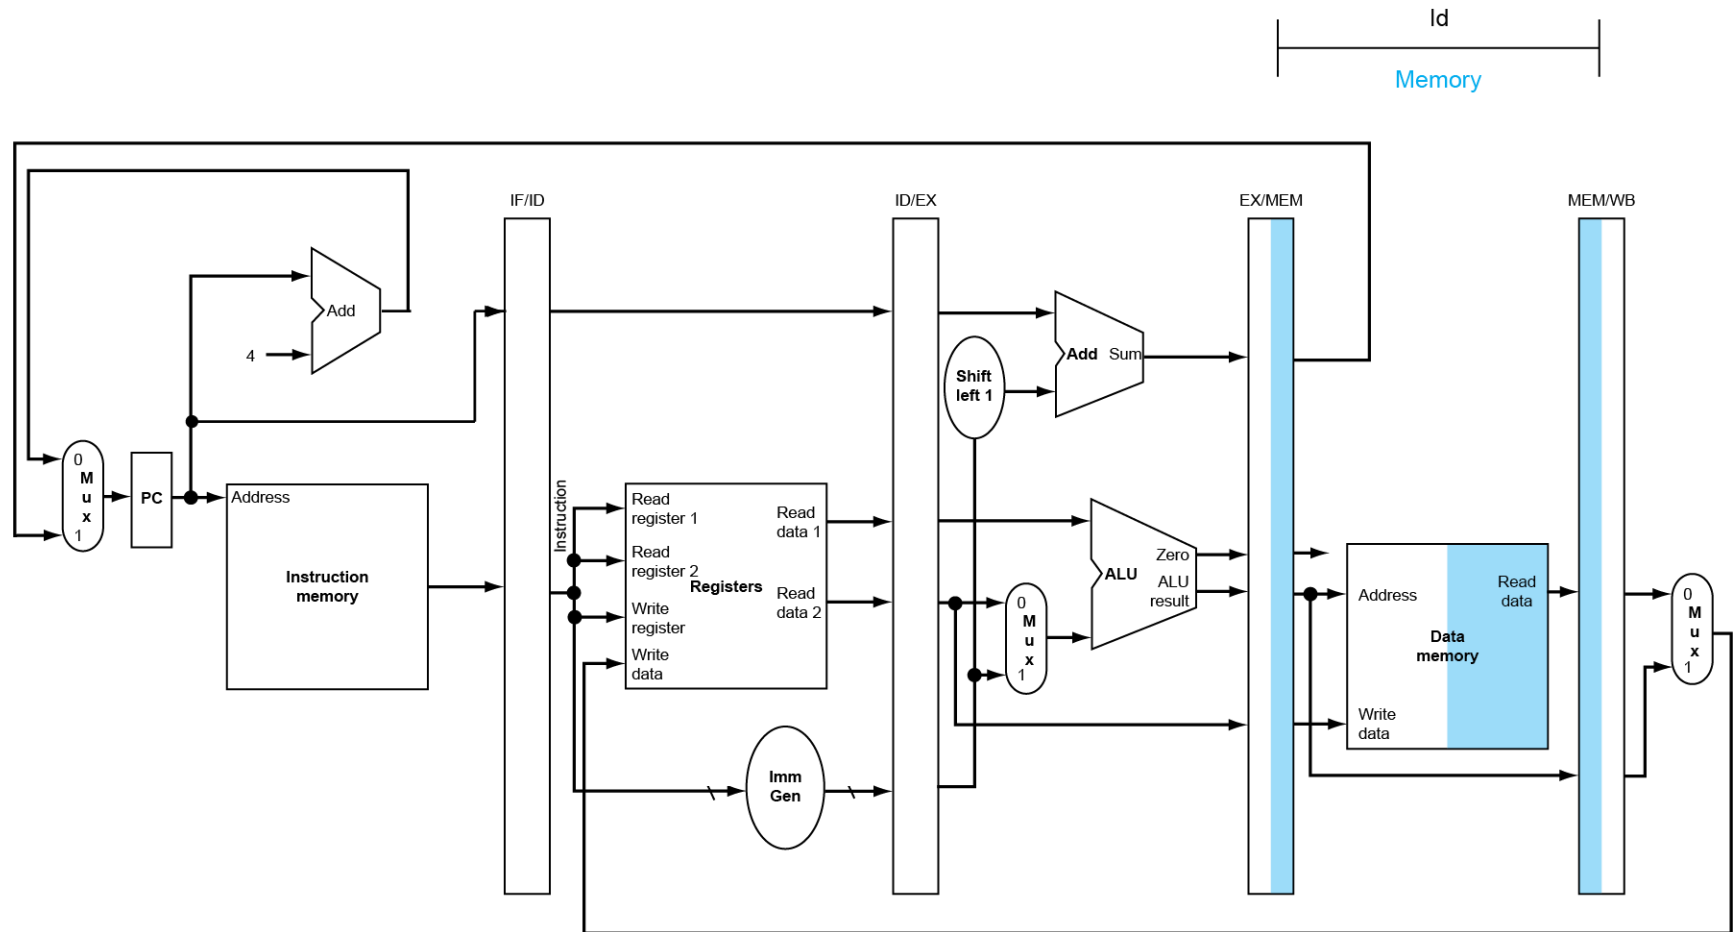 ld
Memory
IF/ID
ID/EX
EX/MEM
MEM/WB
Add
4
Add Sum
Shift
left 1
0
M
u
x
1
PC
Address
Instruction
memory
Instruction
Read
register 1
Read
register 2
Registers
Write
register
Write
data
Read
data 1
Read
data 2
Imm
Gen
0
M
u
x
1
Zero
ALU
ALU
result
Address
Read
data
Data
memory
Write
data
0
M
u
x
1